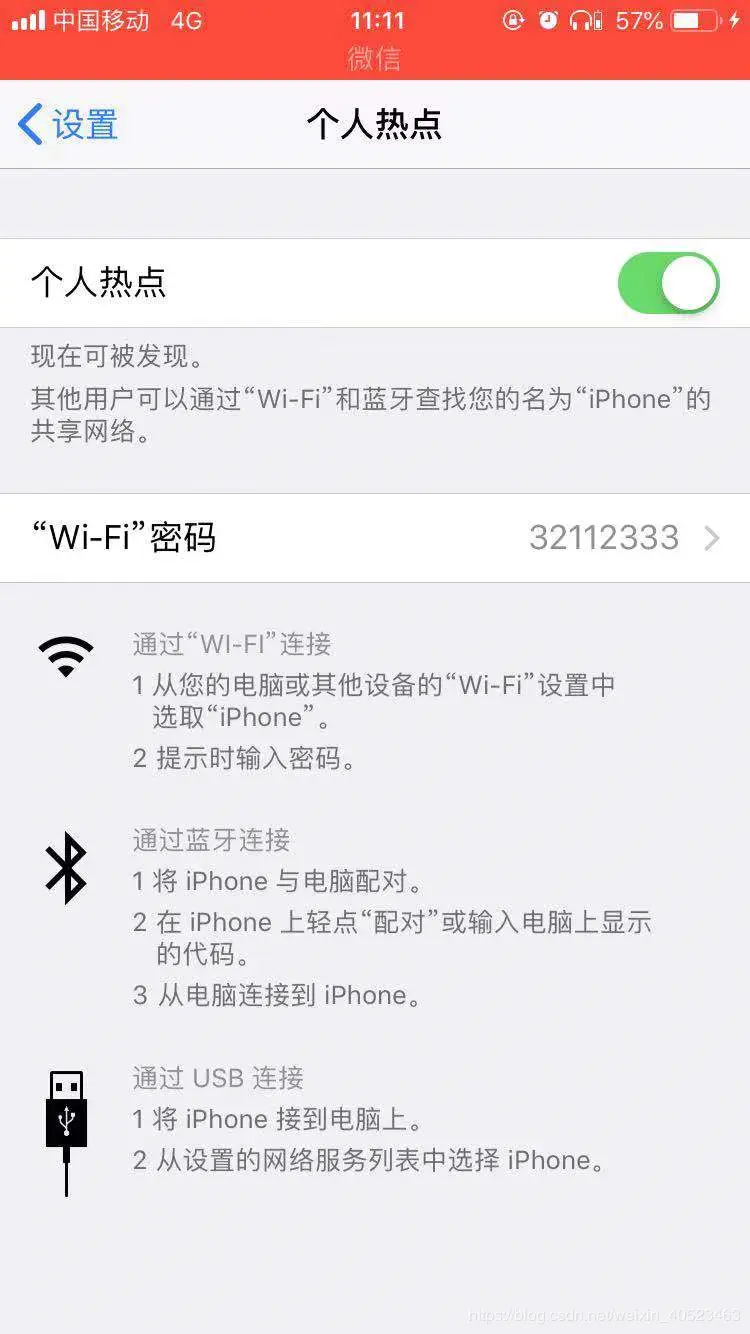 中国移动 4G 11:11 57%
微信
设置 个人热点
个人热点
现在可被发现。
其他用户可以通过“Wi-Fi”和蓝牙查找您的名为“iPhone”的
共享网络。
“Wi-Fi”密码 32112333
通过“WI-FI”连接
1 从您的电脑或其他设备的“Wi-Fi”设置中
选取“iPhone”。
2 提示时输入密码。
通过蓝牙连接
1 将 iPhone 与电脑配对。
2 在 iPhone 上轻点“配对”或输入电脑上显示
的代码。
3 从电脑连接到 iPhone。
通过 USB 连接
1 将 iPhone 接到电脑上。
2 从设置的网络服务列表中选择 iPhone。
https://blog.csdn.net/weixin_40523463